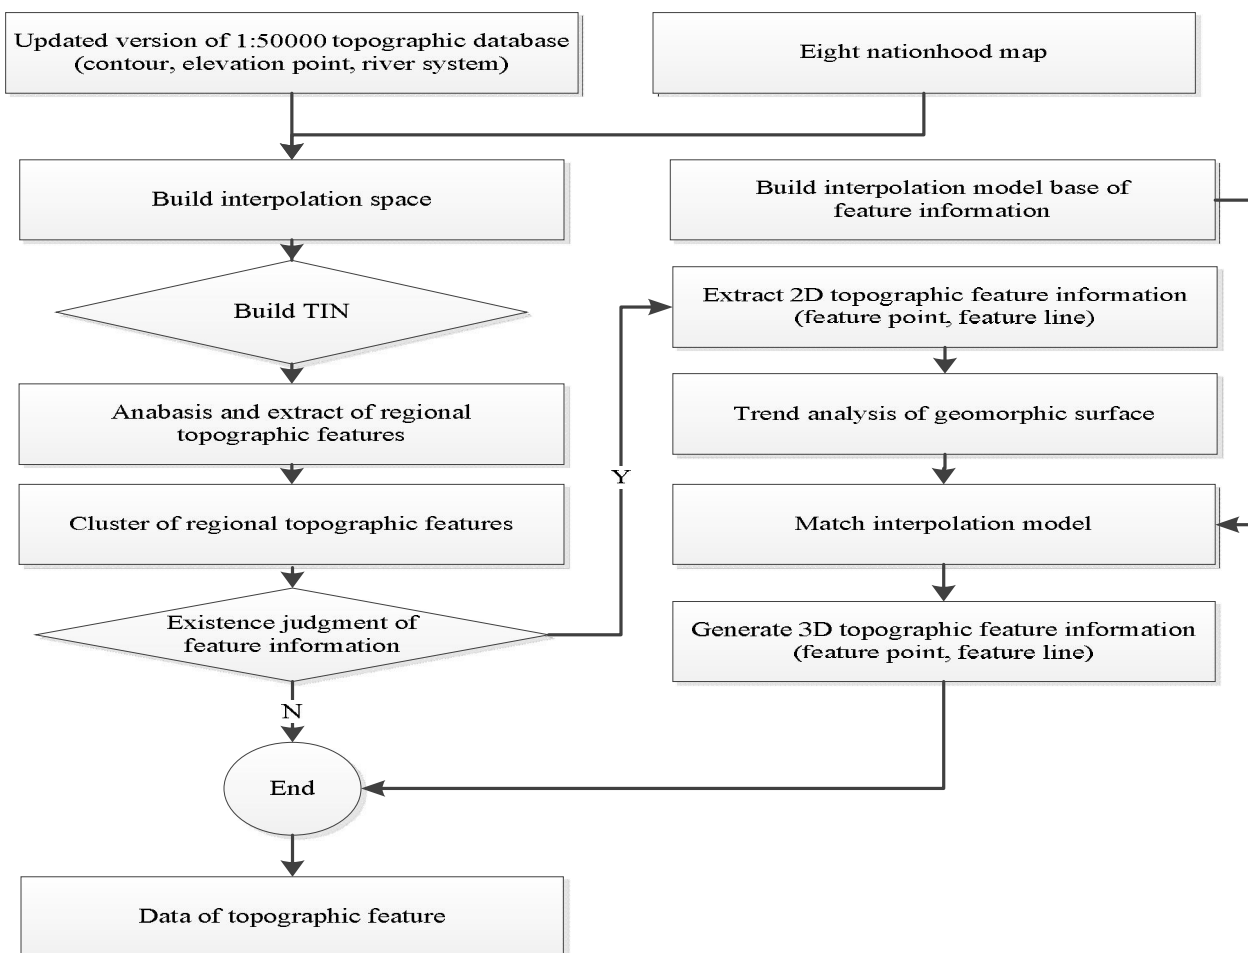 Updated version of 1:50000 topographic database
(contour, elevation point, river system)
Eight nationhood map
Build interpolation space
Build interpolation model base of
feature information
Build TIN
Extract 2D topographic feature information
(feature point, feature line)
Anabasis and extract of regional
topographic features
Trend analysis of geomorphic surface
Y
Cluster of regional topographic features
Match interpolation model
Existence judgment of
feature information
Generate 3D topographic feature information
(feature point, feature line)
N
End
Data of topographic feature